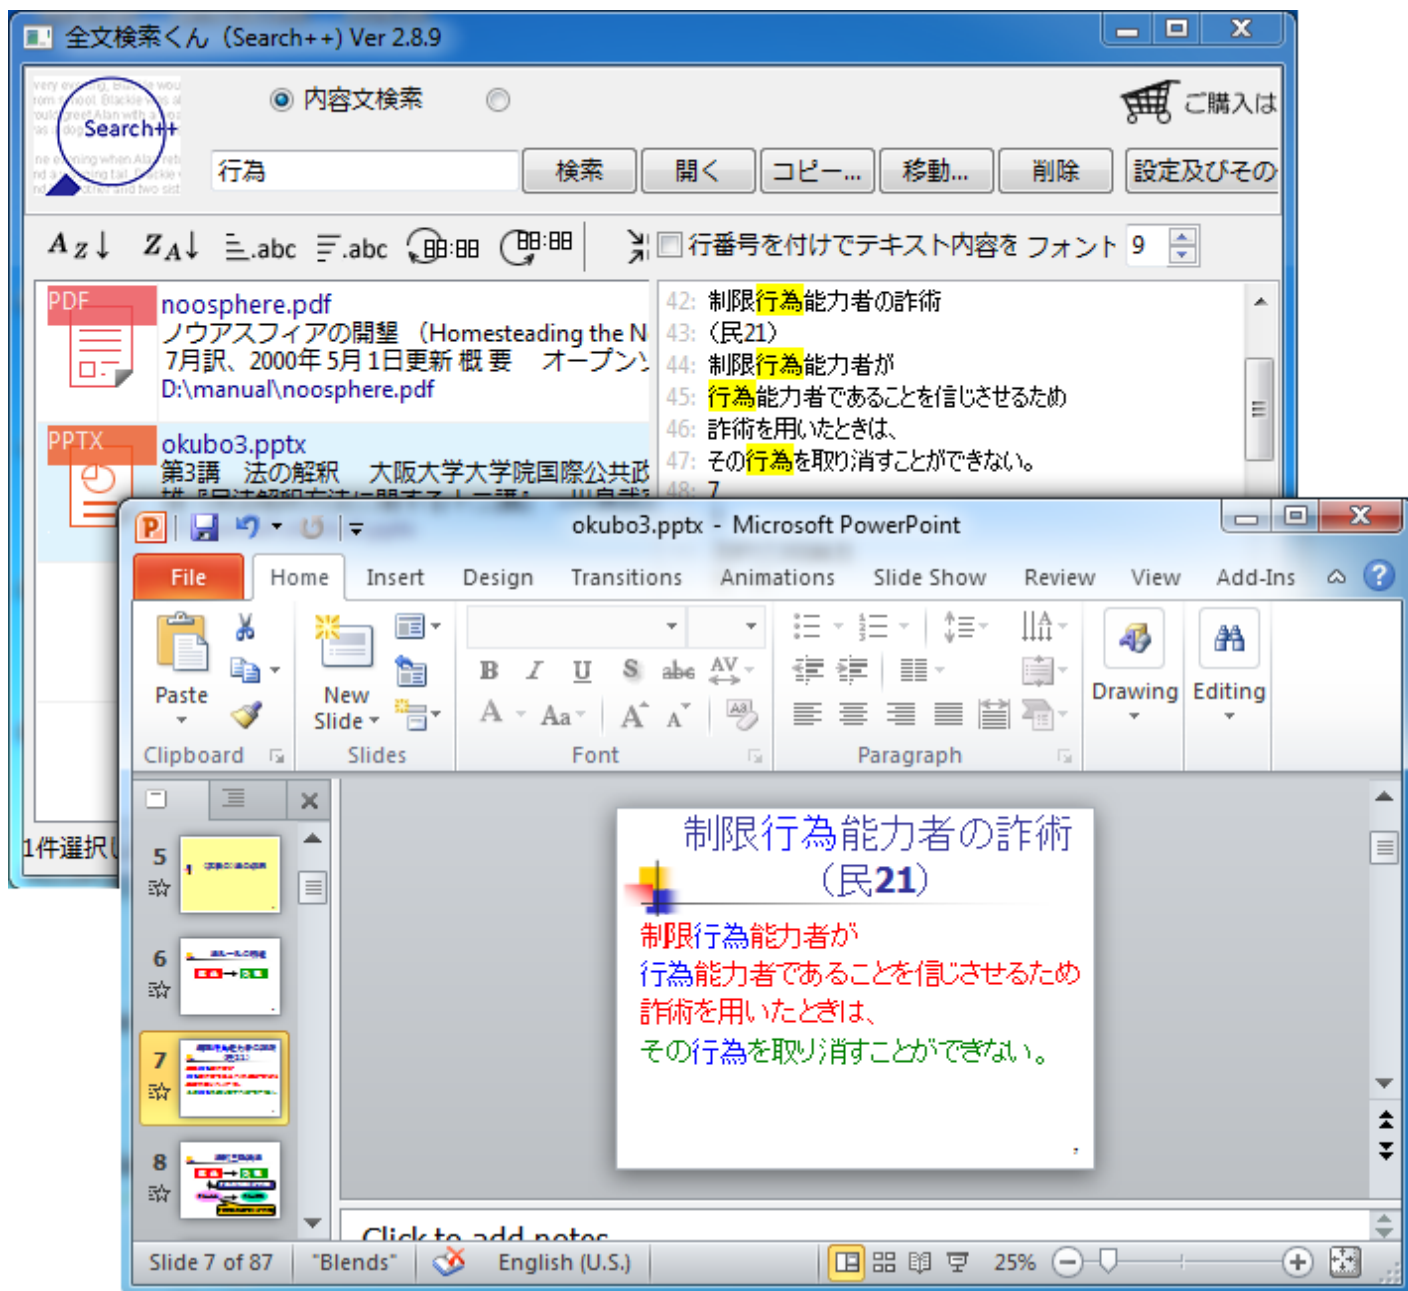 全文検索くん（Search++) Ver 2.8.9
Search++
内容文検索
ご購入は
行為
検索
開く
コピー...
移動...
削除
設定及びその
A Z↓
Z A↓
.abc
.abc
行番号を付けでテキスト内容を
フォント
9
PDF
noosphere.pdf
ノウアスフィアの開墾 （Homesteading the N
7月訳、2000年 5月 1日更新 概 要 オープンソ
D:\manual\noosphere.pdf
PPTX
okubo3.pptx
第3講 法の解釈 大阪大学大学院国際公共政
42: 制限行為能力者の詐術
43: （民21）
44: 制限行為能力者が
45: 行為能力者であることを信じさせるため
46: 詐術を用いたときは、
47: その行為を取り消すことができない。
48: 7
1件選択し
okubo3.pptx - Microsoft PowerPoint
File
Home
Insert
Design
Transitions
Animations
Slide Show
Review
View
Add-Ins
Paste
New
Slide
Drawing
Editing
Clipboard
Slides
Font
Paragraph
5
6
7
8
制限行為能力者の詐術
（民21）
制限行為能力者が
行為能力者であることを信じさせるため
詐術を用いたときは、
その行為を取り消すことができない。
Click to add notes
Slide 7 of 87
"Blends"
English (U.S.)
25%